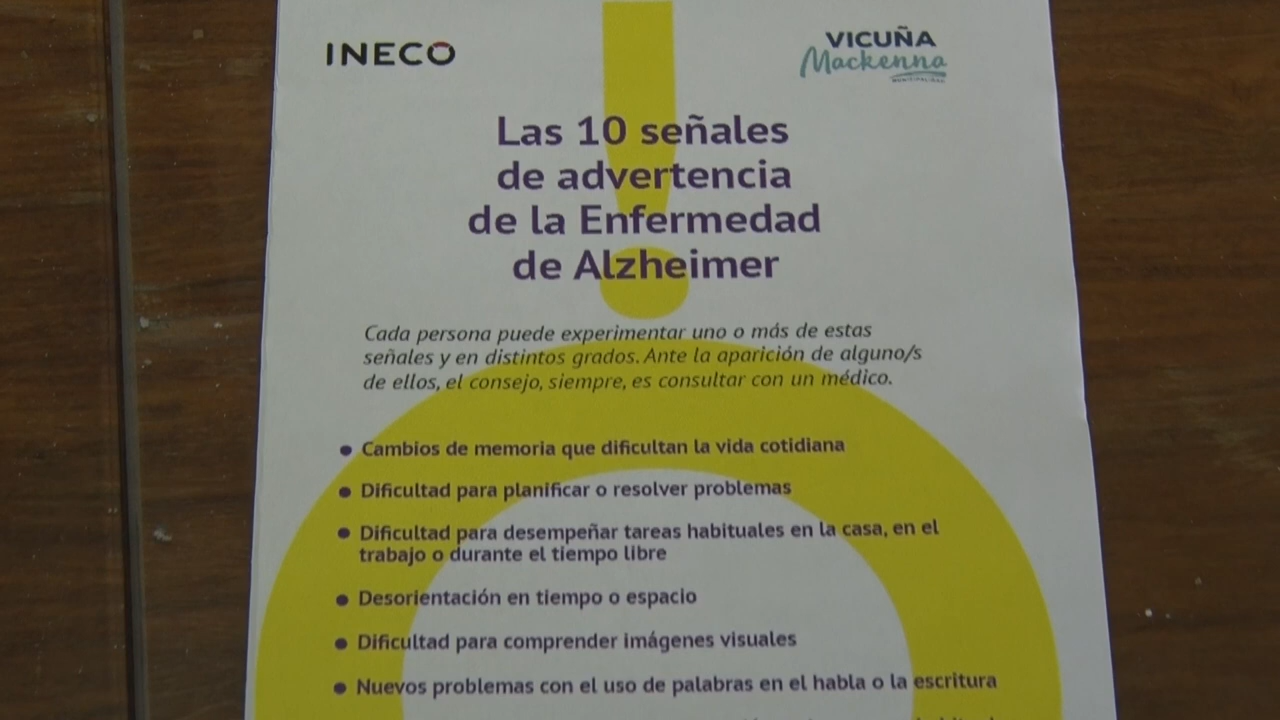 INECO
VICUÑA
Mackenna
Las 10 señales
de advertencia
de la Enfermedad
de Alzheimer
Cada persona puede experimentar uno o más de estas
señales y en distintos grados. Ante la aparición de alguno/s
de ellos, el consejo, siempre, es consultar con un médico.
• Cambios de memoria que dificultan la vida cotidiana
• Dificultad para planificar o resolver problemas
• Dificultad para desempeñar tareas habituales en la casa, en el
trabajo o durante el tiempo libre
• Desorientación en tiempo o espacio
• Dificultad para comprender imágenes visuales
• Nuevos problemas con el uso de palabras en el habla o la escritura